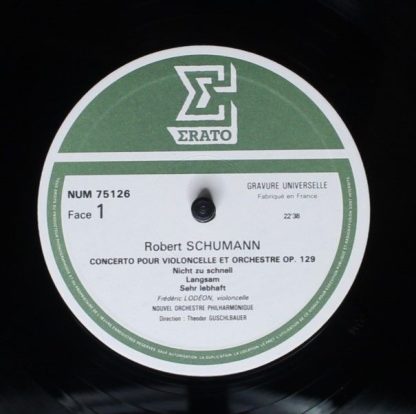 ΣRATO
NUM 75126
Face 1
GRAVURE UNIVERSELLE
Fabriqué en France
22'38
Robert SCHUMANN
CONCERTO POUR VIOLONCELLE ET ORCHESTRE OP. 129
Nicht zu schnell
Langsam
Sehr lebhaft
Frédéric LODÉON, violoncelle
NOUVEL ORCHESTRE PHILHARMONIQUE
Direction : Theodor GUSCHLBAUER